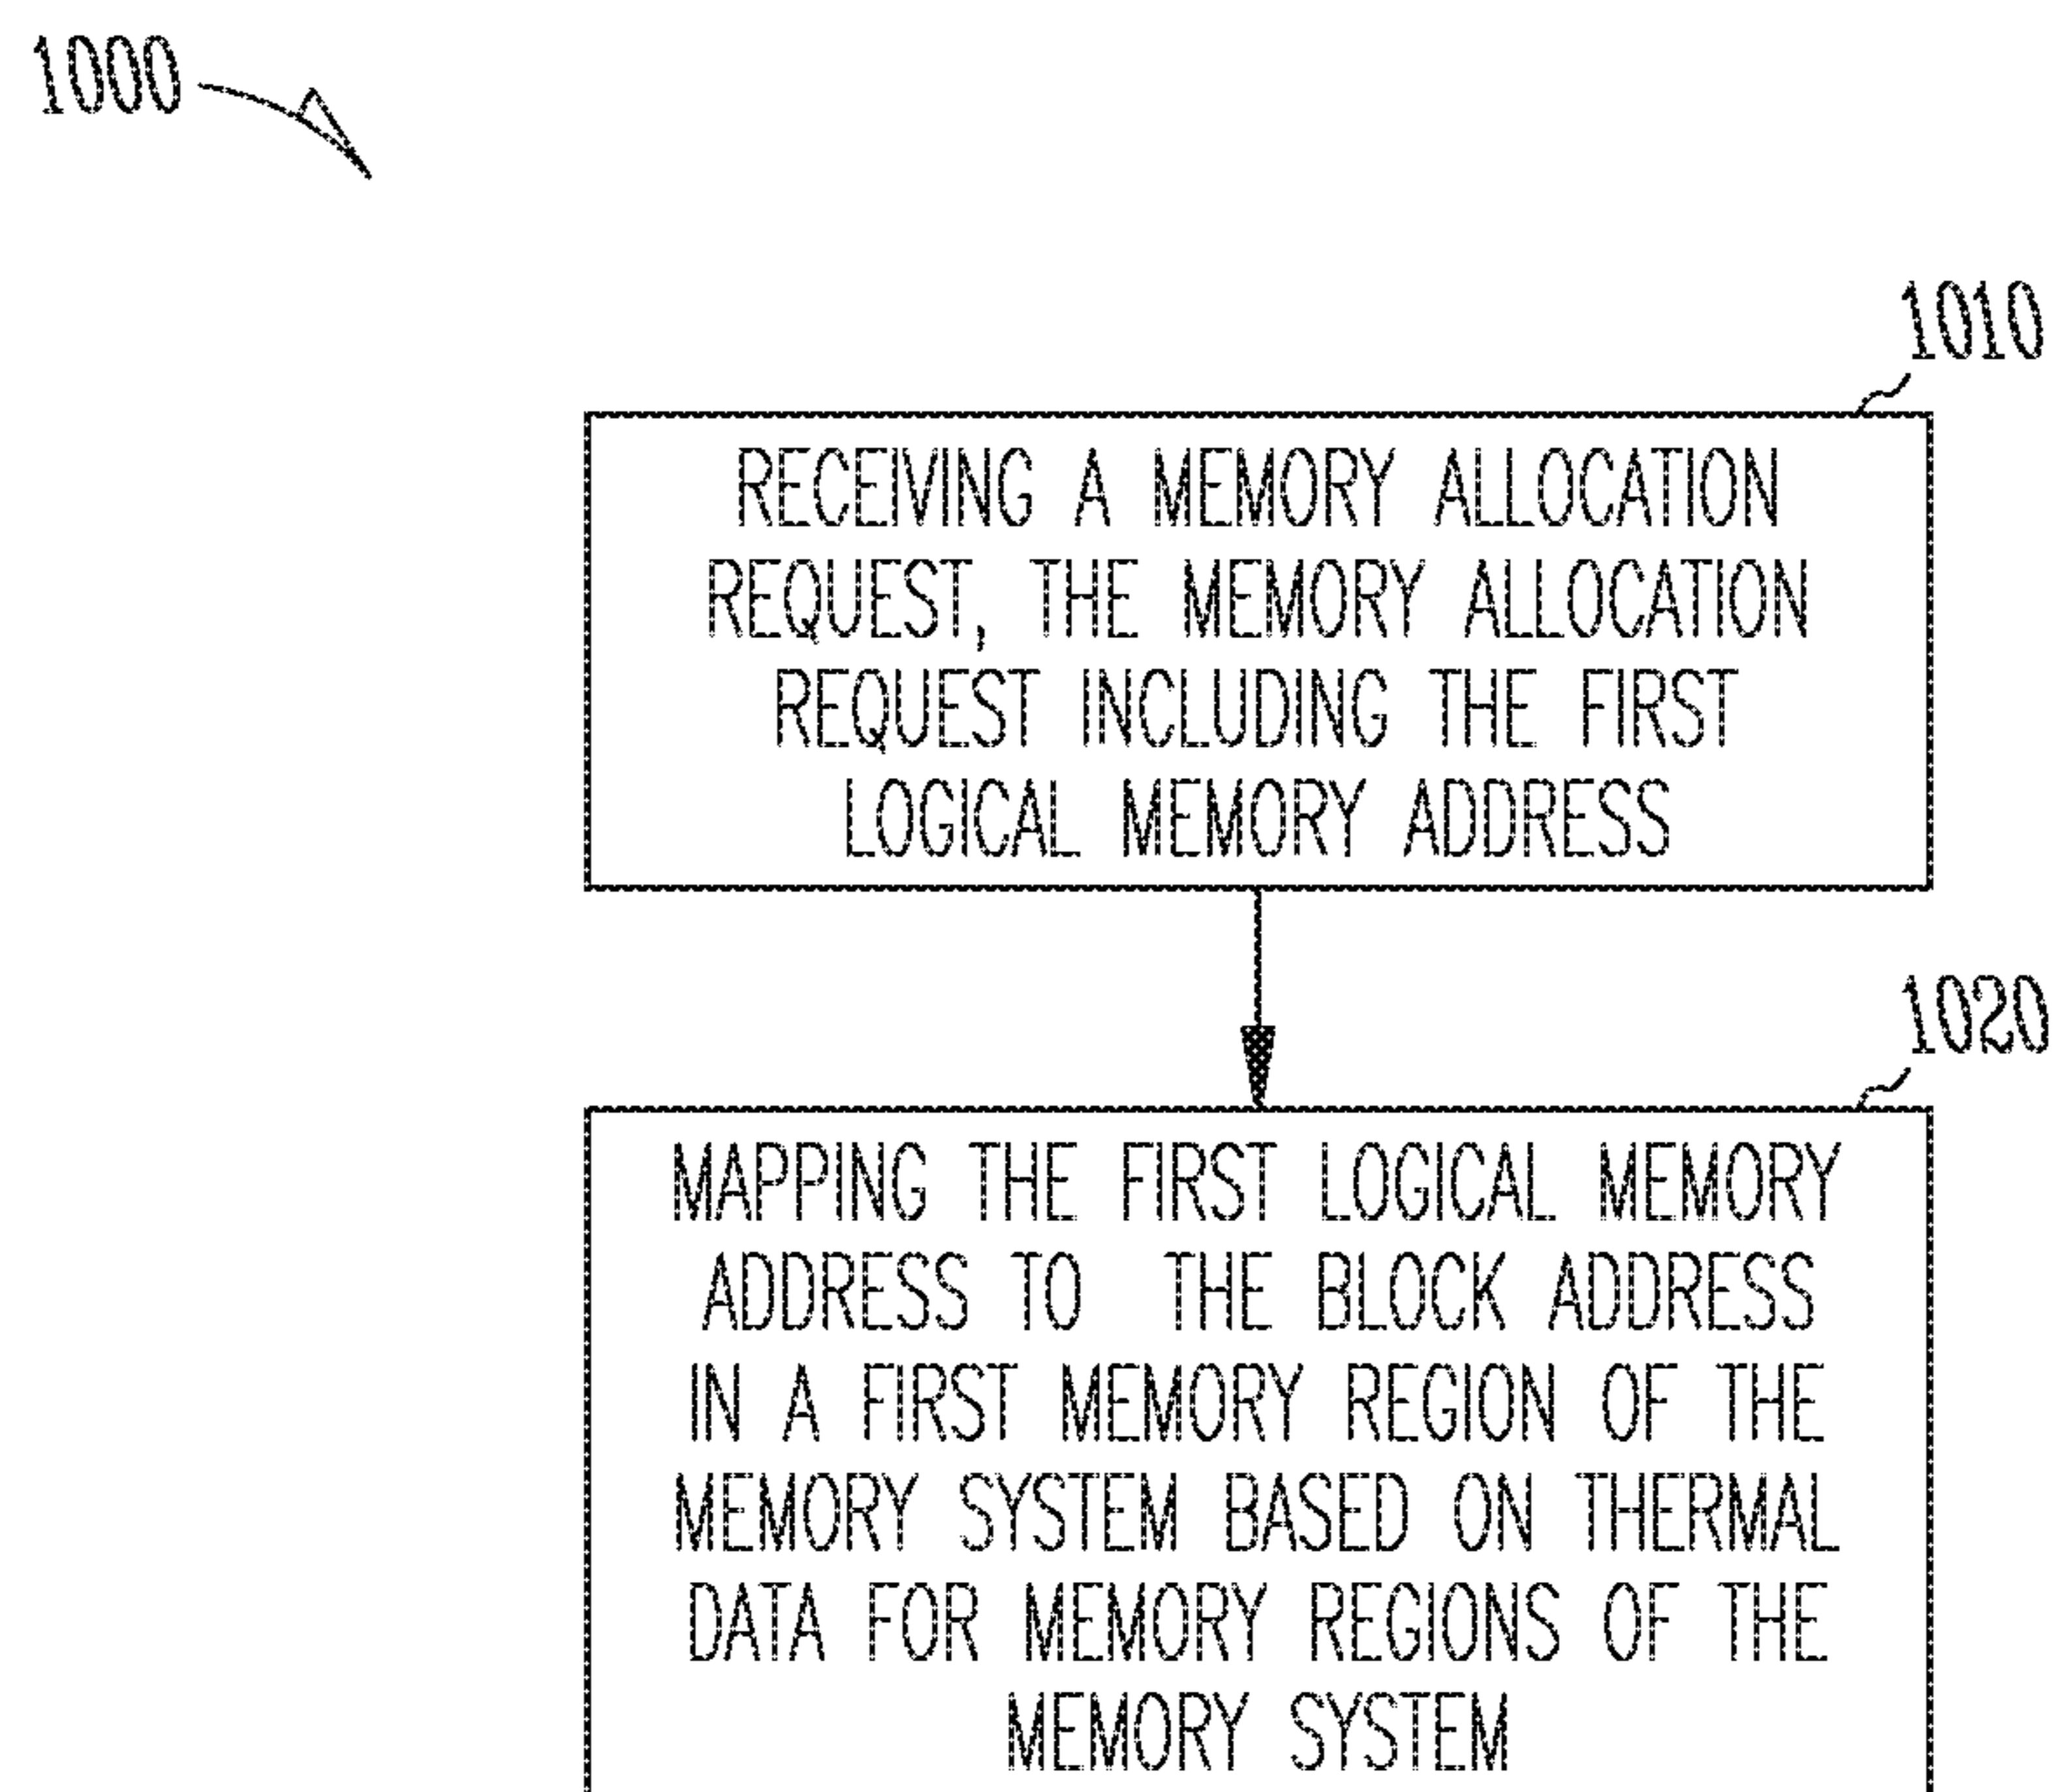 1000
1010
RECEIVING A MEMORY ALLOCATION
REQUEST, THE MEMORY ALLOCATION
REQUEST INCLUDING THE FIRST
LOGICAL MEMORY ADDRESS
1020
MAPPING THE FIRST LOGICAL MEMORY
ADDRESS TO THE BLOCK ADDRESS
IN A FIRST MEMORY REGION OF THE
MEMORY SYSTEM BASED ON THERMAL
DATA FOR MEMORY REGIONS OF THE
MEMORY SYSTEM